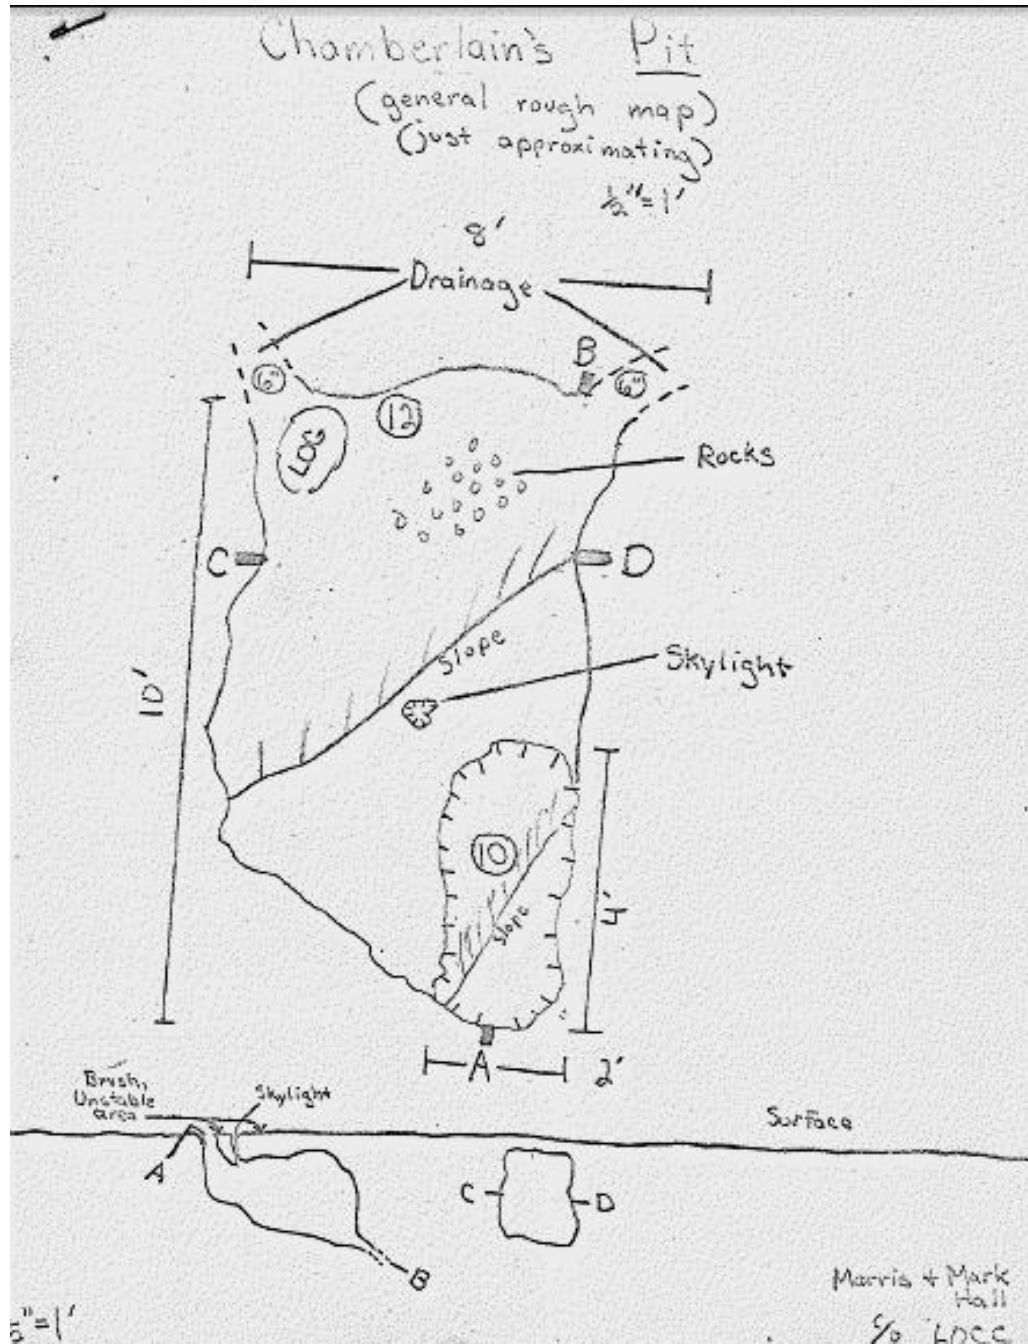 Chamberlain's Pit
(general rough map)
(just approximating)
½"=1'
8'
Drainage
B
6"
6"
12
LOG
Rocks
C
D
Slope
Skylight
10'
10
Slope
4'
A
2'
Brush,
Unstable
area
Skylight
Surface
A
C
D
B
Morris + Mark
Hall
"=1'
c/o